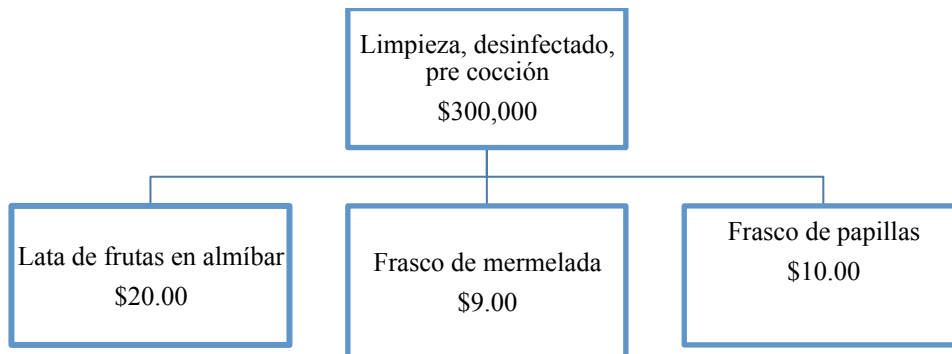 Limpieza, desinfectado,
pre cocción
$300,000
Lata de frutas en almíbar
$20.00
Frasco de mermelada
$9.00
Frasco de papillas
$10.00